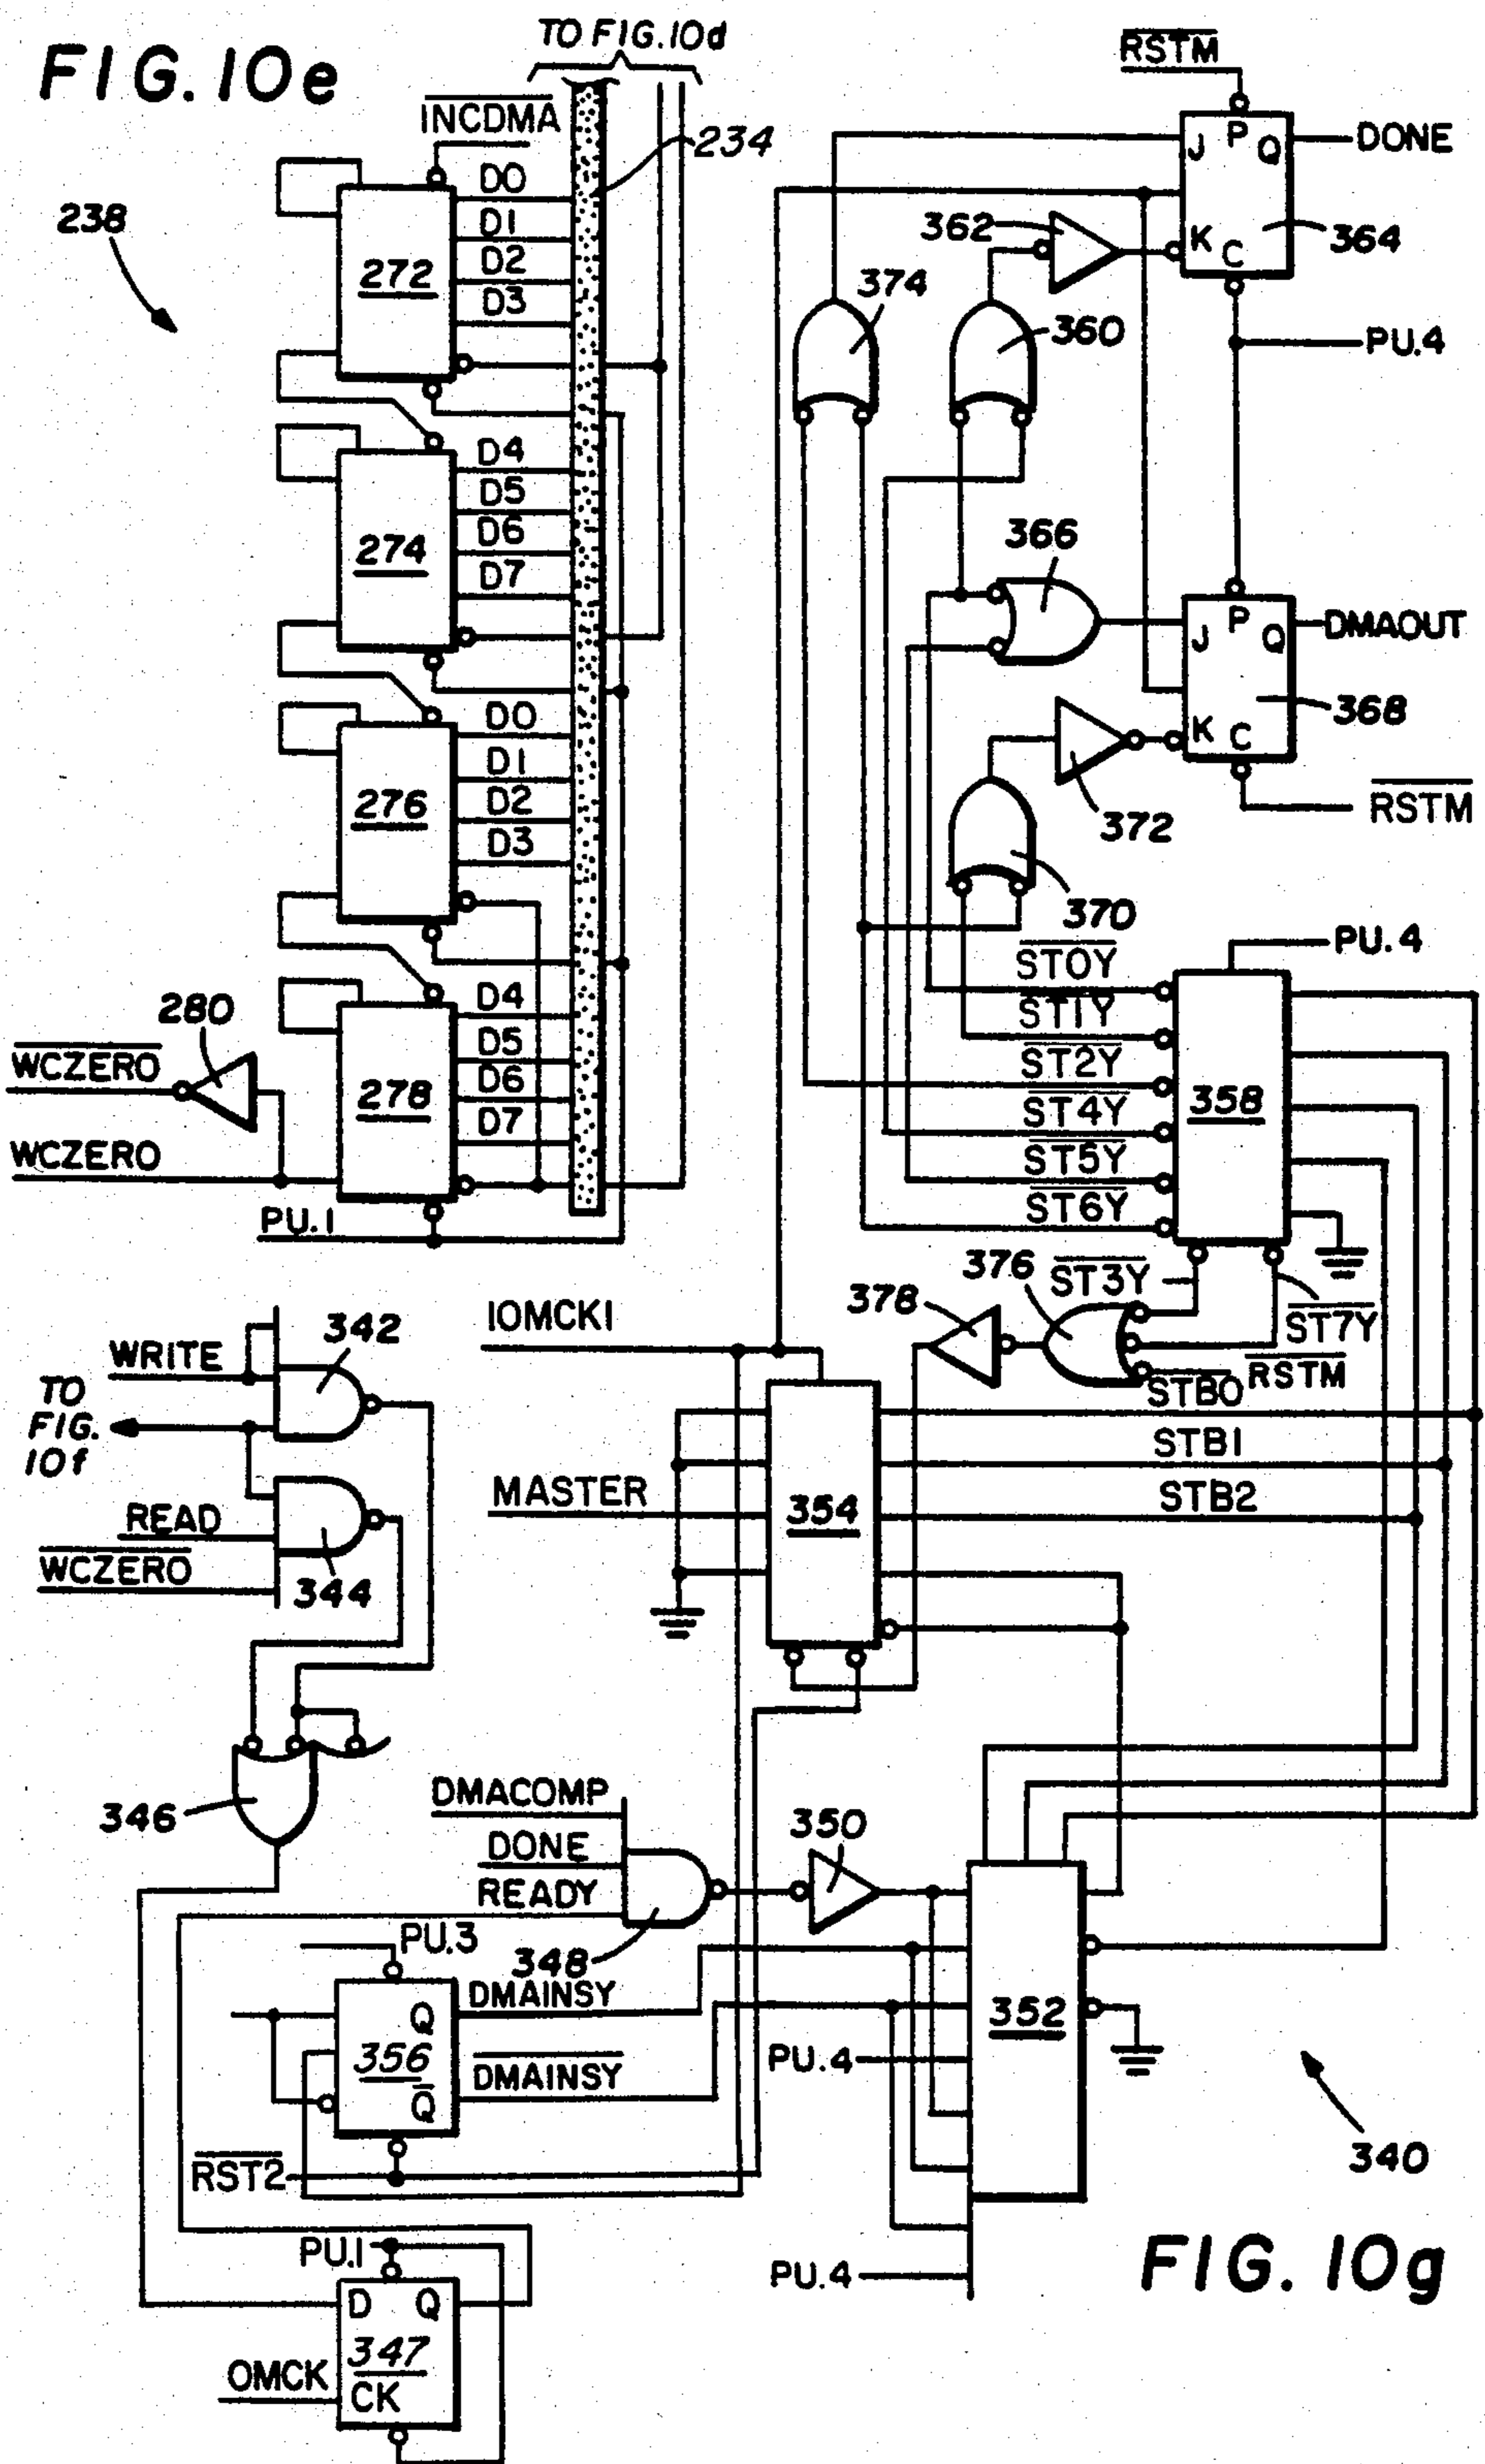 FIG. 10e
TO FIG. 10d
INCDMA
234
238
D0
D1
D2
D3
272
D4
D5
D6
D7
274
D0
D1
D2
D3
276
280
D4
D5
D6
D7
278
WCZERO
WCZERO
PU.1
RSTM
J P Q
DONE
K C
364
362
374
360
PU.4
366
J P Q
DMAOUT
K C
368
372
RSTM
370
PU.4
ST0Y
ST1Y
ST2Y
ST4Y
ST5Y
ST6Y
358
ST3Y
ST7Y
376
378
RSTM
IOMCK1
STB0
STB1
STB2
MASTER
354
342
WRITE
TO
FIG.
10f
READ
WCZERO
344
346
DMACOMP
DONE
READY
348
350
PU.3
Q
356
Q
DMAINSY
DMAINSY
352
PU.4
PU.4
RST2
PU.1
D Q
347
CK
OMCK
340
FIG. 10g